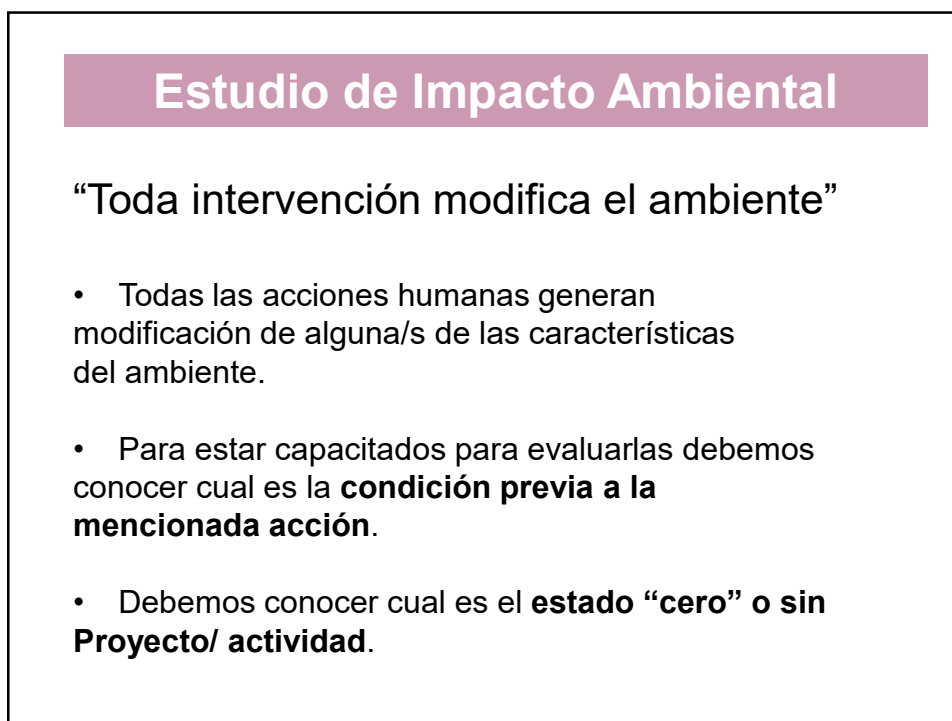 Estudio de Impacto Ambiental
“Toda intervención modifica el ambiente”
• Todas las acciones humanas generan
modificación de alguna/s de las características
del ambiente.
• Para estar capacitados para evaluarlas debemos
conocer cual es la condición previa a la
mencionada acción.
• Debemos conocer cual es el estado “cero” o sin
Proyecto/ actividad.